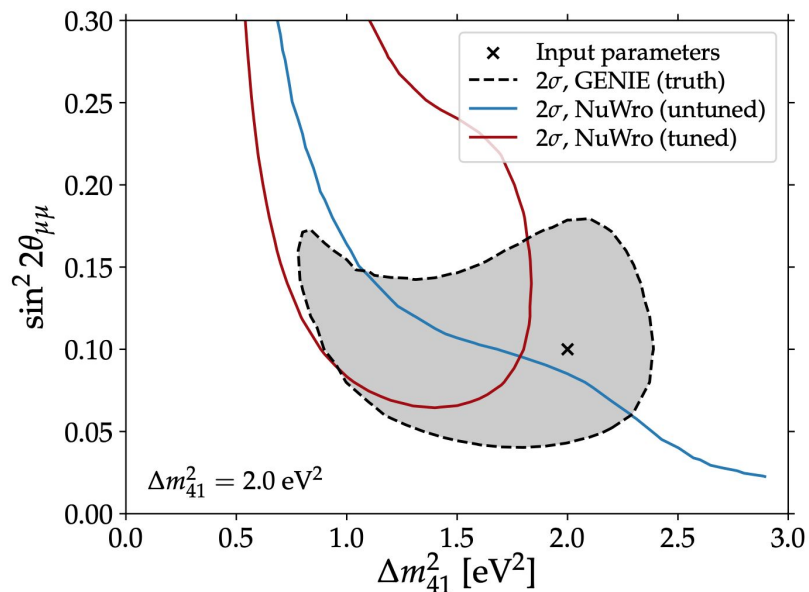 0.30
0.25
0.20
0.15
0.10
0.05
0.00
sin² 2θμμ
× Input parameters
2σ, GENIE (truth)
2σ, NuWro (untuned)
2σ, NuWro (tuned)
Δm²₄₁ = 2.0 eV²
0.0 0.5 1.0 1.5 2.0 2.5 3.0
Δm²₄₁ [eV²]